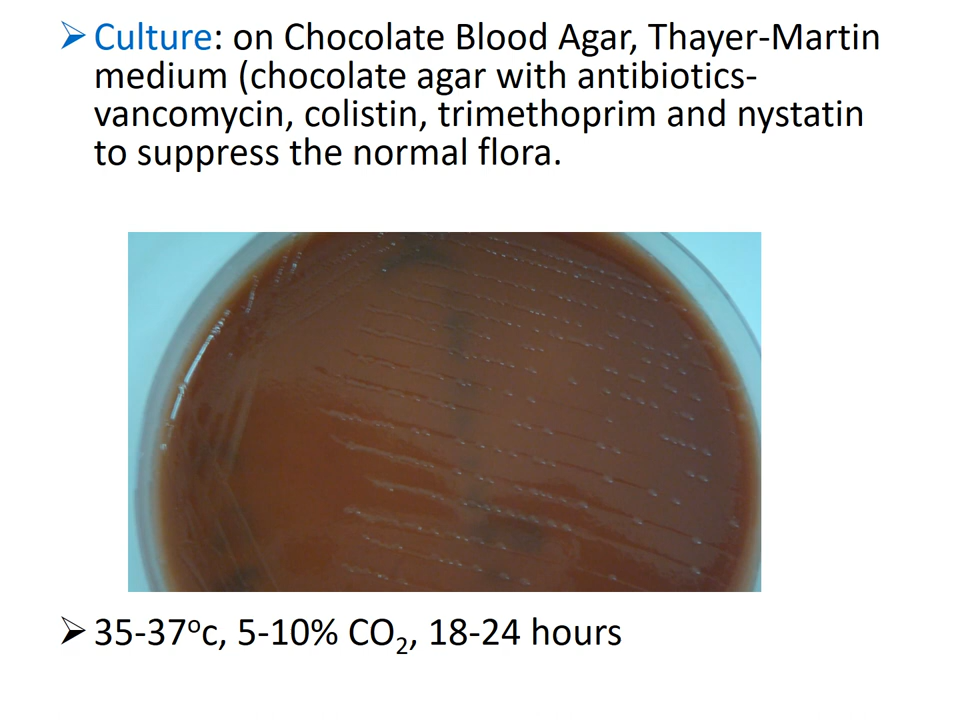 ➢ Culture: on Chocolate Blood Agar, Thayer-Martin
medium (chocolate agar with antibiotics-
vancomycin, colistin, trimethoprim and nystatin
to suppress the normal flora.
➢ 35-37ºc, 5-10% CO₂, 18-24 hours